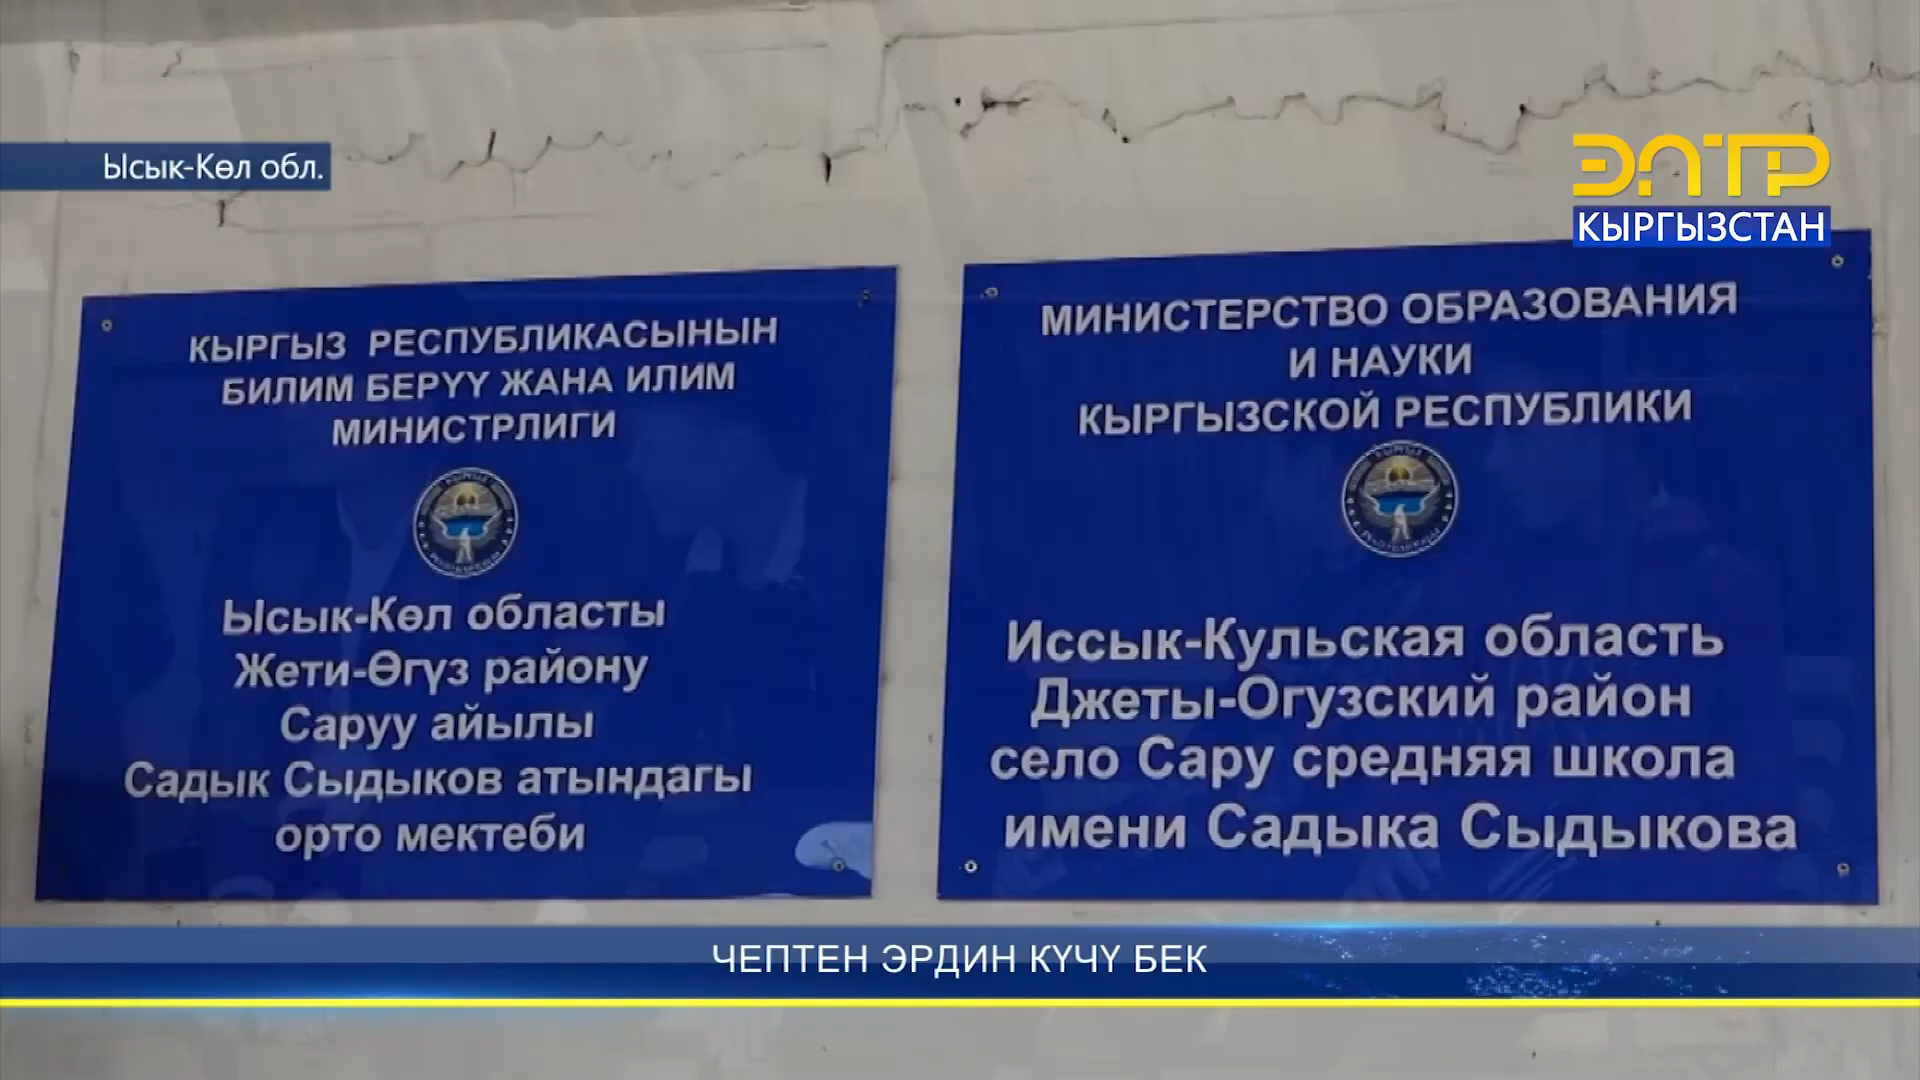 Ысык-Көл обл.
ЭЛТР
КЫРГЫЗСТАН
КЫРГЫЗ РЕСПУБЛИКАСЫНЫН
БИЛИМ БЕРҮҮ ЖАНА ИЛИМ
МИНИСТРЛИГИ
Ысык-Көл областы
Жети-Өгүз району
Саруу айылы
Садык Сыдыков атындагы
орто мектеби
МИНИСТЕРСТВО ОБРАЗОВАНИЯ
И НАУКИ
КЫРГЫЗСКОЙ РЕСПУБЛИКИ
Иссык-Кульская область
Джеты-Огузский район
село Сару средняя школа
имени Садыка Сыдыкова
ЧЕПТЕН ЭРДИН КҮЧҮ БЕК